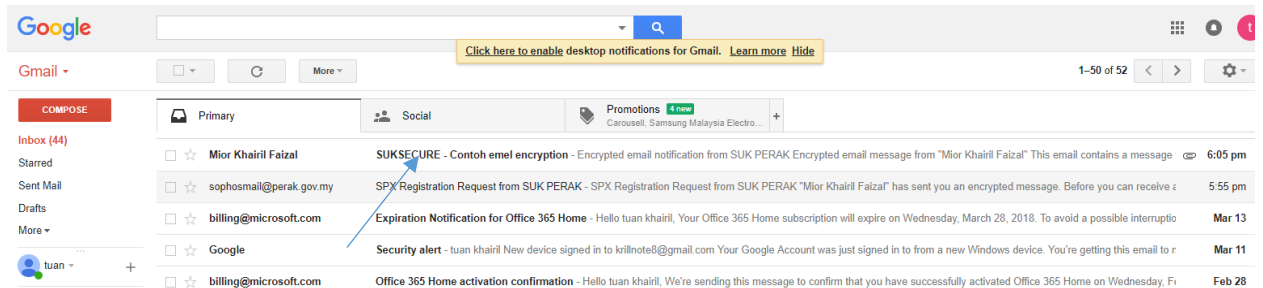 Google
t
Click here to enable desktop notifications for Gmail. Learn more Hide
Gmail
More
1–50 of 52
COMPOSE
Primary
Social
Promotions 4 new
Carousell, Samsung Malaysia Electro...
+
Inbox (44)
Starred
Sent Mail
Drafts
More
tuan
+
Mior Khairil Faizal SUKSECURE - Contoh emel encryption - Encrypted email notification from SUK PERAK Encrypted email message from "Mior Khairil Faizal" This email contains a message 6:05 pm
sophosmail@perak.gov.my SPX Registration Request from SUK PERAK - SPX Registration Request from SUK PERAK "Mior Khairil Faizal" has sent you an encrypted message. Before you can receive 5:55 pm
billing@microsoft.com Expiration Notification for Office 365 Home - Hello tuan khairil, Your Office 365 Home subscription will expire on Wednesday, March 28, 2018. To avoid a possible interruptio Mar 13
Google Security alert - tuan khairil New device signed in to krillnote8@gmail.com Your Google Account was just signed in to from a new Windows device. You're getting this email to Mar 11
billing@microsoft.com Office 365 Home activation confirmation - Hello tuan khairil, We're sending this message to confirm that you have successfully activated Office 365 Home on Wednesday, Feb 28